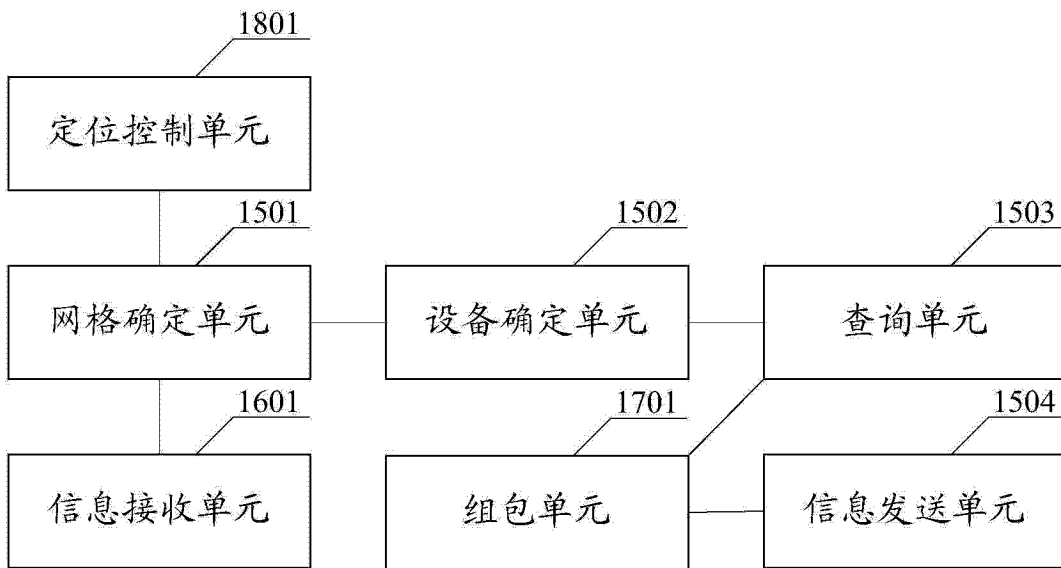 1801
定位控制单元
1501
1502
1503
网格确定单元
设备确定单元
查询单元
1601
1701
1504
信息接收单元
组包单元
信息发送单元